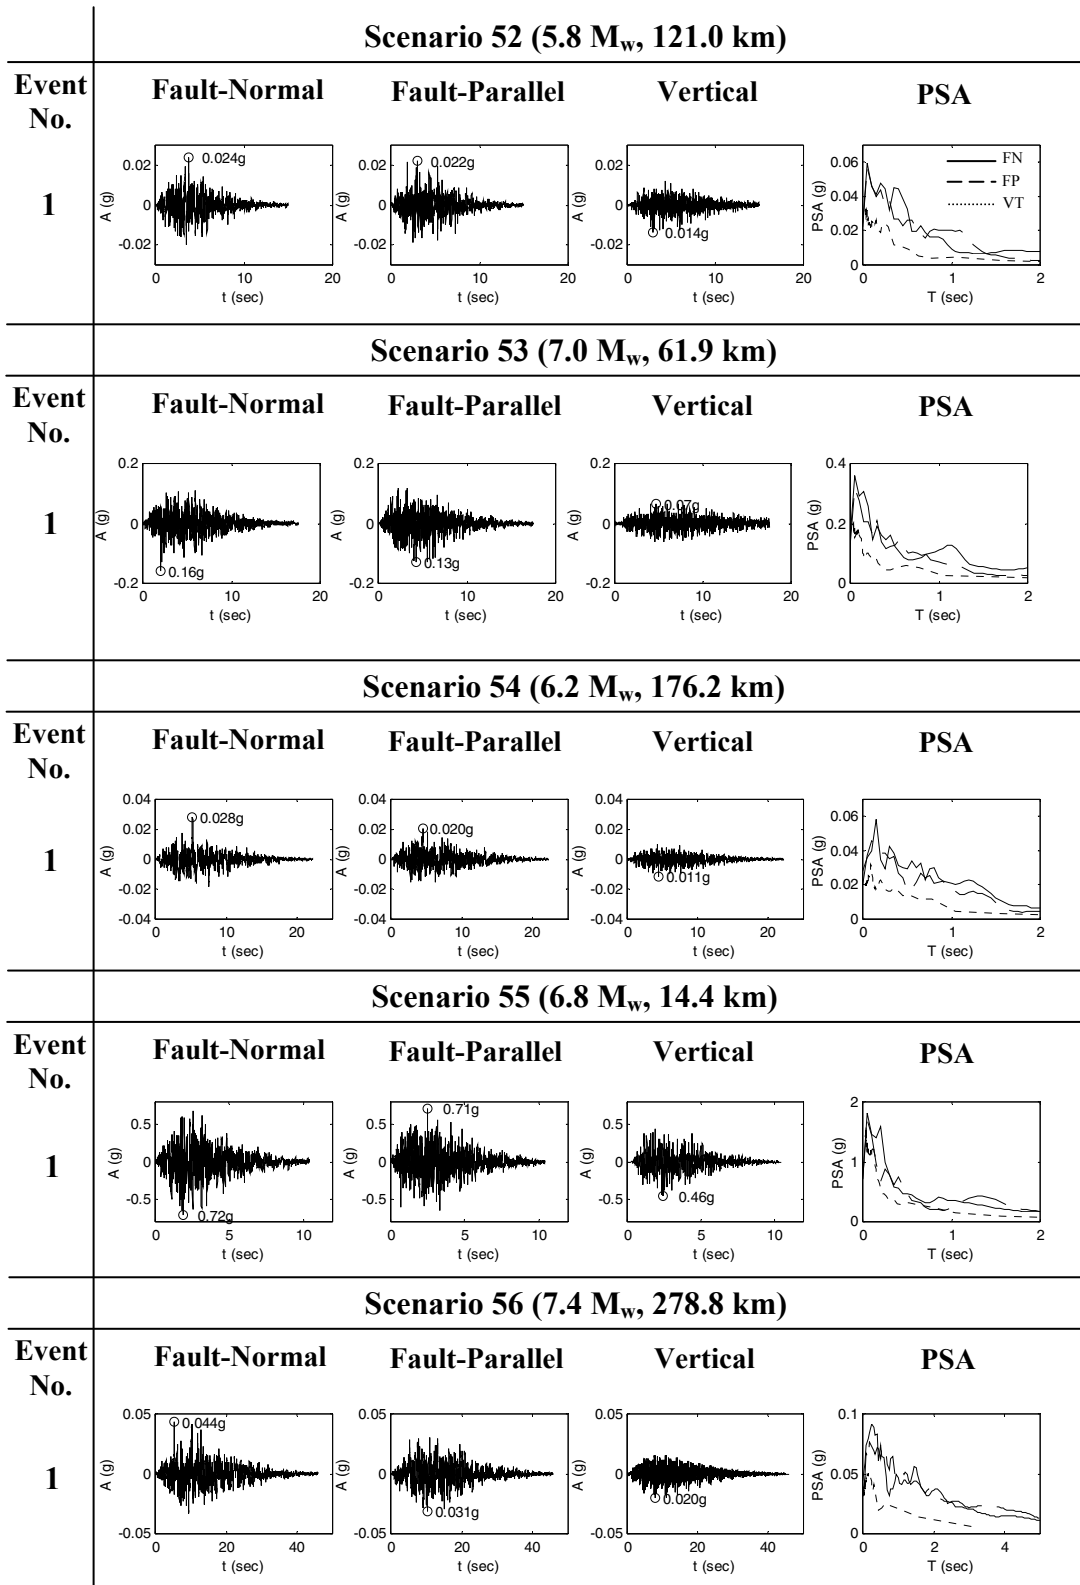 Scenario 52 (5.8 Mw, 121.0 km)
Event No.
Fault-Normal
Fault-Parallel
Vertical
PSA
1
A (g)
0.02
0
-0.02
0.024g
0
10
20
t (sec)
A (g)
0.02
0
-0.02
0.022g
0
10
20
t (sec)
A (g)
0.02
0
-0.02
0.014g
0
10
20
t (sec)
PSA (g)
0.06
0.04
0.02
0
FN
FP
VT
0
1
2
T (sec)
Scenario 53 (7.0 Mw, 61.9 km)
Event No.
Fault-Normal
Fault-Parallel
Vertical
PSA
1
A (g)
0.2
0
-0.2
0.16g
0
10
20
t (sec)
A (g)
0.2
0
-0.2
0.13g
0
10
20
t (sec)
A (g)
0.2
0
-0.2
0.07g
0
10
20
t (sec)
PSA (g)
0.4
0.2
0
0
1
2
T (sec)
Scenario 54 (6.2 Mw, 176.2 km)
Event No.
Fault-Normal
Fault-Parallel
Vertical
PSA
1
A (g)
0.04
0.02
0
-0.02
-0.04
0.028g
0
10
20
t (sec)
A (g)
0.04
0.02
0
-0.02
-0.04
0.020g
0
10
20
t (sec)
A (g)
0.04
0.02
0
-0.02
-0.04
0.011g
0
10
20
t (sec)
PSA (g)
0.06
0.04
0.02
0
0
1
2
T (sec)
Scenario 55 (6.8 Mw, 14.4 km)
Event No.
Fault-Normal
Fault-Parallel
Vertical
PSA
1
A (g)
0.5
0
-0.5
0.72g
0
5
10
t (sec)
A (g)
0.5
0
-0.5
0.71g
0
5
10
t (sec)
A (g)
0.5
0
-0.5
0.46g
0
5
10
t (sec)
PSA (g)
2
1
0
0
1
2
T (sec)
Scenario 56 (7.4 Mw, 278.8 km)
Event No.
Fault-Normal
Fault-Parallel
Vertical
PSA
1
A (g)
0.05
0
-0.05
0.044g
0
20
40
t (sec)
A (g)
0.05
0
-0.05
0.031g
0
20
40
t (sec)
A (g)
0.05
0
-0.05
0.020g
0
20
40
t (sec)
PSA (g)
0.1
0.05
0
0
2
4
T (sec)